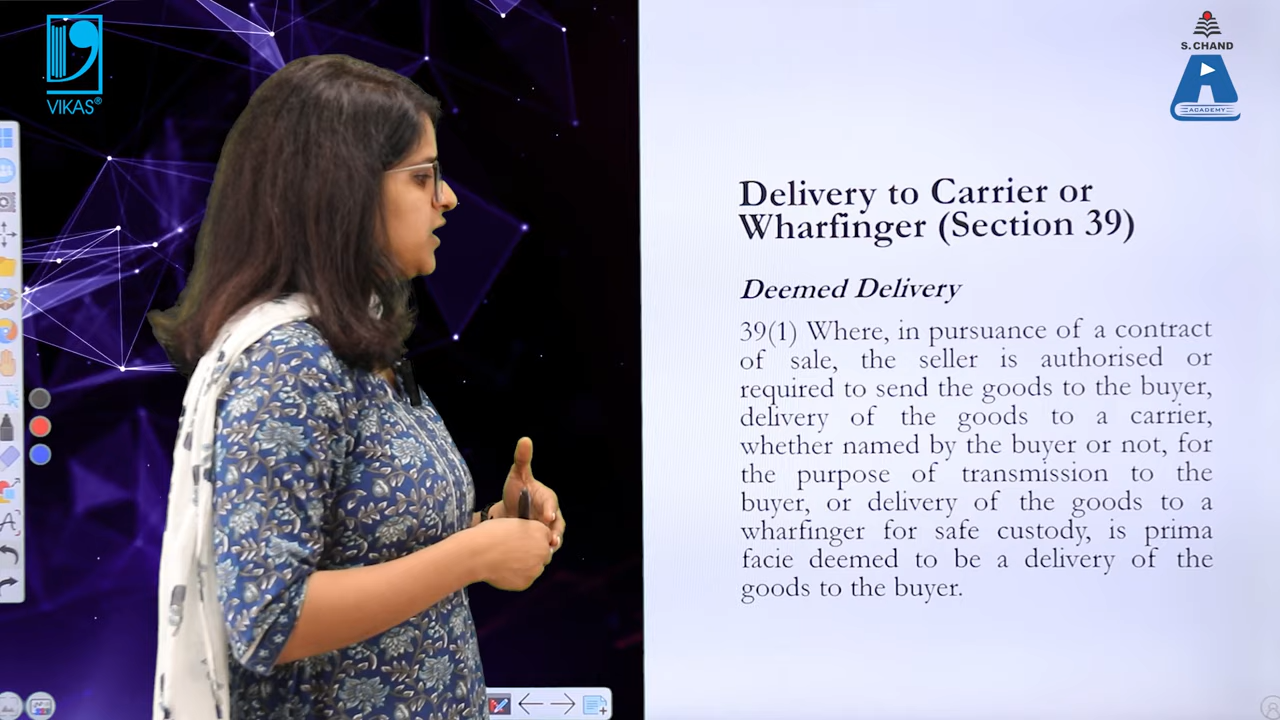 VIKAS®
S. CHAND
ACADEMY
Delivery to Carrier or
Wharfinger (Section 39)
Deemed Delivery
39(1) Where, in pursuance of a contract
of sale, the seller is authorised or
required to send the goods to the buyer,
delivery of the goods to a carrier,
whether named by the buyer or not, for
the purpose of transmission to the
buyer, or delivery of the goods to a
wharfinger for safe custody, is prima
facie deemed to be a delivery of the
goods to the buyer.